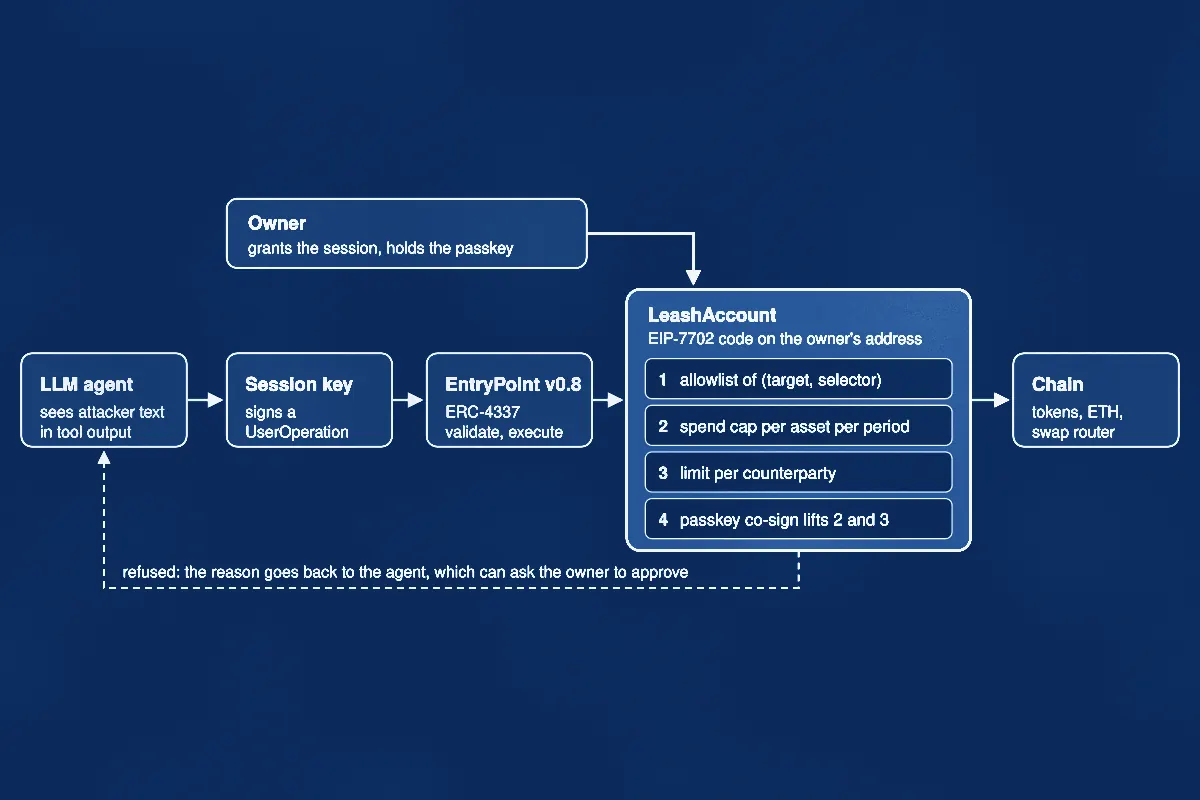 Owner
grants the session, holds the passkey
LLM agent
sees attacker text
in tool output
Session key
signs a
UserOperation
EntryPoint v0.8
ERC-4337
validate, execute
LeashAccount
EIP-7702 code on the owner's address
1 allowlist of (target, selector)
2 spend cap per asset per period
3 limit per counterparty
4 passkey co-sign lifts 2 and 3
Chain
tokens, ETH,
swap router
refused: the reason goes back to the agent, which can ask the owner to approve